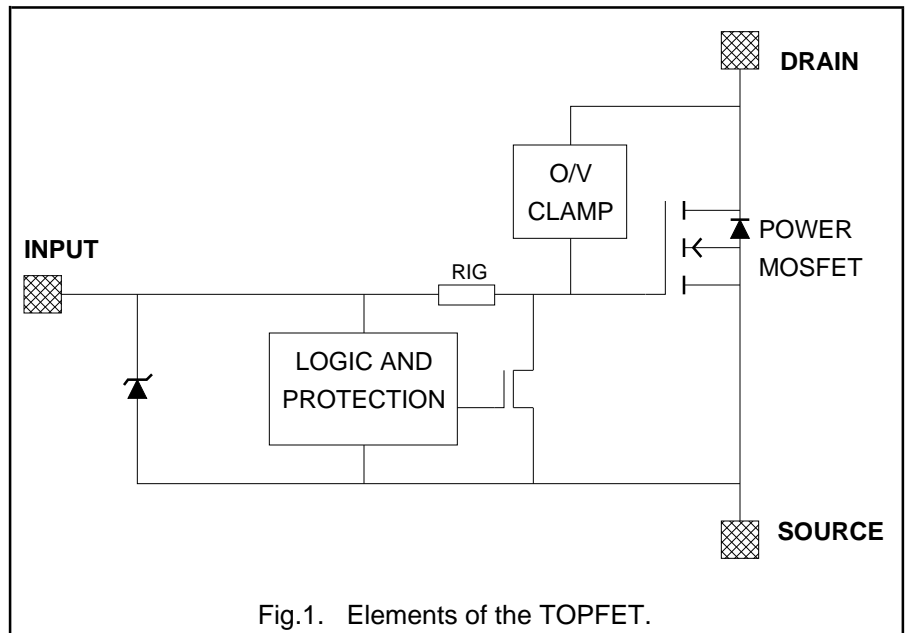 DRAIN
O/V
CLAMP
POWER
MOSFET
INPUT
RIG
LOGIC AND
PROTECTION
SOURCE
Fig.1. Elements of the TOPFET.